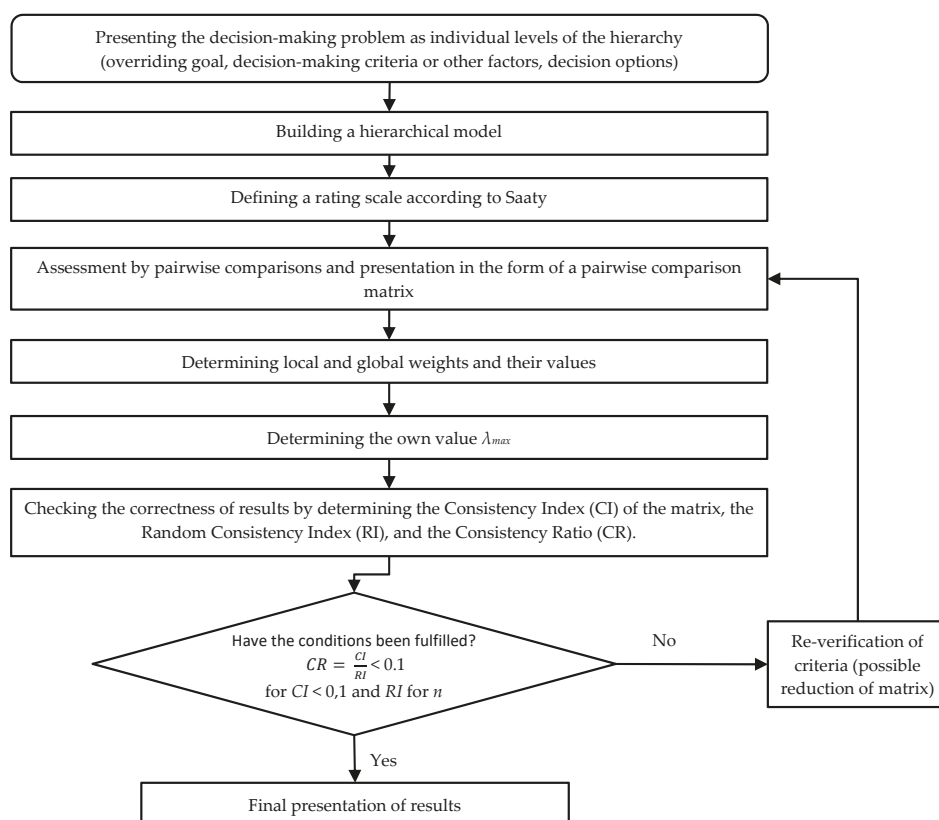 Presenting the decision-making problem as individual levels of the hierarchy
(overriding goal, decision-making criteria or other factors, decision options)
Building a hierarchical model
Defining a rating scale according to Saaty
Assessment by pairwise comparisons and presentation in the form of a pairwise comparison
matrix
Determining local and global weights and their values
Determining the own value λmax
Checking the correctness of results by determining the Consistency Index (CI) of the matrix, the
Random Consistency Index (RI), and the Consistency Ratio (CR).
Have the conditions been fulfilled?
CR = CI/RI < 0.1
for CI < 0,1 and RI for n
No
Re-verification of
criteria (possible
reduction of matrix)
Yes
Final presentation of results